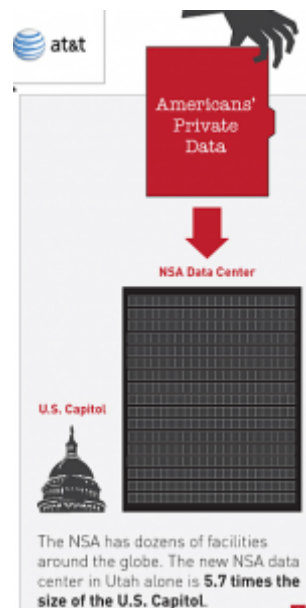 at&t
Americans'
Private
Data
NSA Data Center
U.S. Capitol
The NSA has dozens of facilities
around the globe. The new NSA data
center in Utah alone is 5.7 times the
size of the U.S. Capitol.